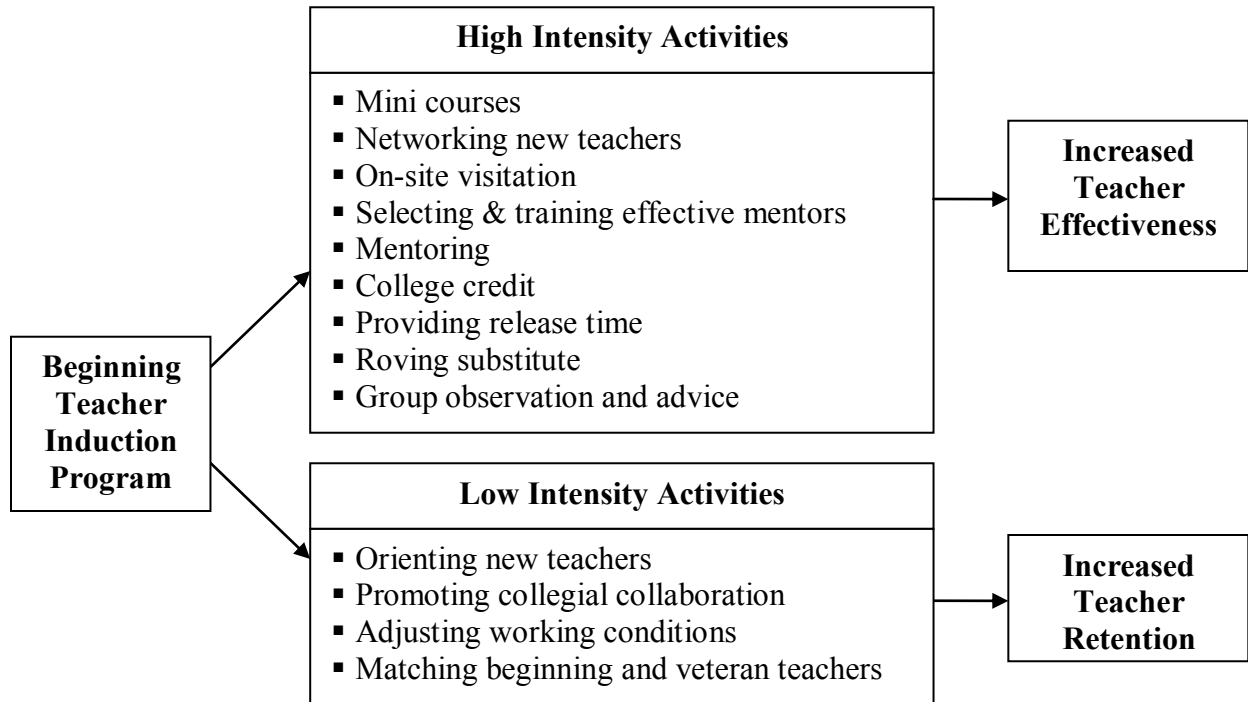 Beginning
Teacher
Induction
Program
High Intensity Activities
▪ Mini courses
▪ Networking new teachers
▪ On-site visitation
▪ Selecting & training effective mentors
▪ Mentoring
▪ College credit
▪ Providing release time
▪ Roving substitute
▪ Group observation and advice
Increased
Teacher
Effectiveness
Low Intensity Activities
▪ Orienting new teachers
▪ Promoting collegial collaboration
▪ Adjusting working conditions
▪ Matching beginning and veteran teachers
Increased
Teacher
Retention